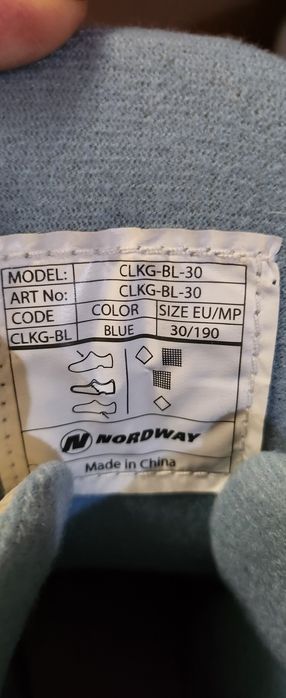 MODEL: CLKG-BL-30
ART No: CLKG-BL-30
CODE COLOR SIZE EU/MP
CLKG-BL BLUE 30/190
NORDWAY
Made in China